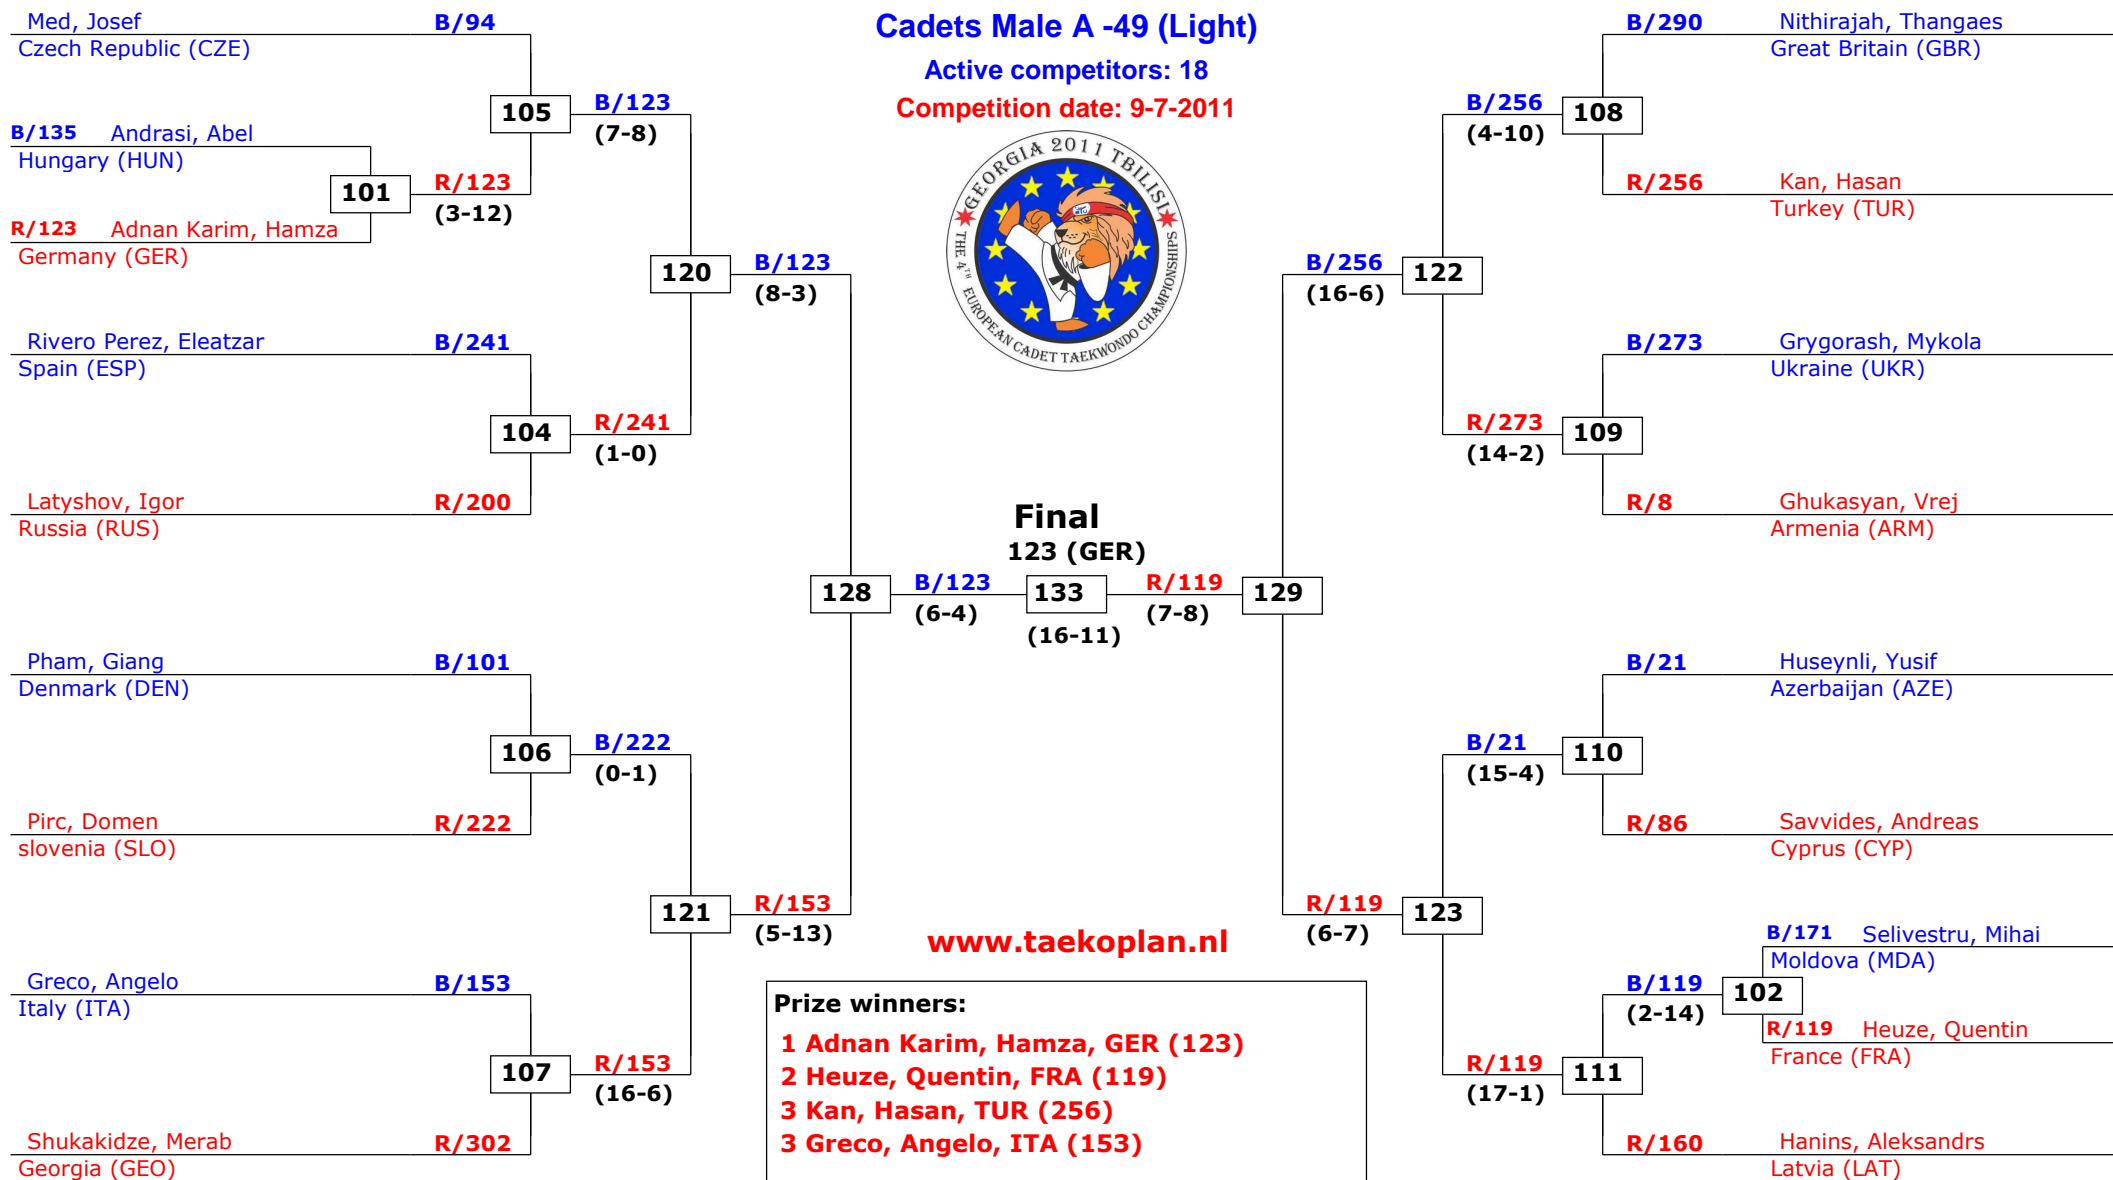 Cadets Male A -49 (Light)
Active competitors: 18
Competition date: 9-7-2011
GEORGIA 2011 TBILISI
THE 4TH EUROPEAN CADET TAEKWONDO CHAMPIONSHIPS
Med, Josef B/94
Czech Republic (CZE)
105 B/123
(7-8)
B/135 Andrasi, Abel
Hungary (HUN)
101 R/123
(3-12)
R/123 Adnan Karim, Hamza
Germany (GER)
120 B/123
(8-3)
Rivero Perez, Eleatzar B/241
Spain (ESP)
104 R/241
(1-0)
Latyshov, Igor R/200
Russia (RUS)
Final
123 (GER)
128 B/123 133 R/119 129
(6-4) (16-11) (7-8)
Pham, Giang B/101
Denmark (DEN)
106 B/222
(0-1)
Pirc, Domen R/222
slovenia (SLO)
121 R/153
(5-13)
Greco, Angelo B/153
Italy (ITA)
107 R/153
(16-6)
Shukakidze, Merab R/302
Georgia (GEO)
B/290 Nithirajah, Thangaes
Great Britain (GBR)
B/256 108
(4-10)
R/256 Kan, Hasan
Turkey (TUR)
B/256 122
(16-6)
B/273 Grygorash, Mykola
Ukraine (UKR)
R/273 109
(14-2)
R/8 Ghukasyan, Vrej
Armenia (ARM)
B/21 Huseynli, Yusif
Azerbaijan (AZE)
B/21 110
(15-4)
R/86 Savvides, Andreas
Cyprus (CYP)
R/119 123
(6-7)
B/171 Selivestru, Mihai
Moldova (MDA)
B/119 102
(2-14)
R/119 Heuze, Quentin
France (FRA)
R/119 111
(17-1)
R/160 Hanins, Aleksandrs
Latvia (LAT)
www.taekoplan.nl
Prize winners:
1 Adnan Karim, Hamza, GER (123)
2 Heuze, Quentin, FRA (119)
3 Kan, Hasan, TUR (256)
3 Greco, Angelo, ITA (153)